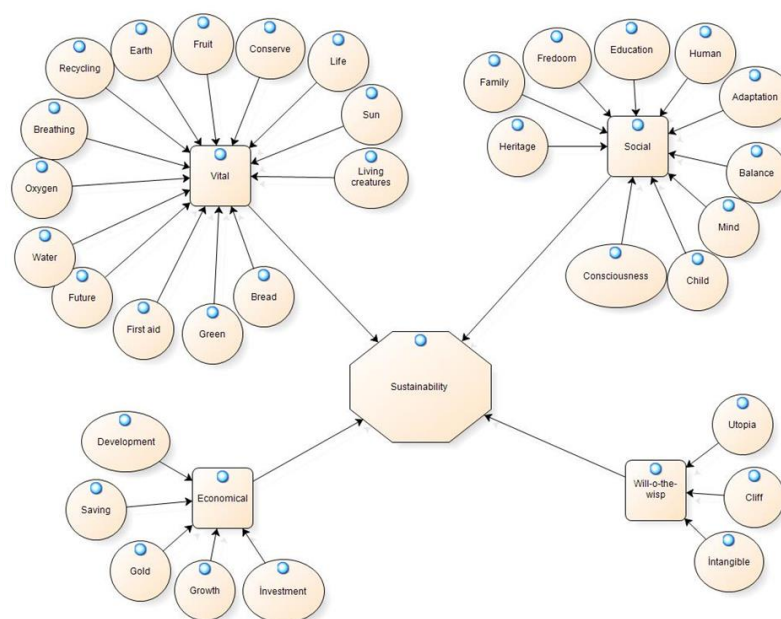 Earth
Fruit
Conserve
Recycling
Life
Breathing
Sun
Oxygen
Vital
Living
creatures
Water
Future
First aid
Green
Bread
Fredoom
Education
Human
Family
Adaptation
Heritage
Social
Balance
Mind
Consciousness
Child
Sustainability
Development
Economical
Saving
Gold
Growth
İnvestment
Utopia
Will-o-the-
wisp
Cliff
İntangible